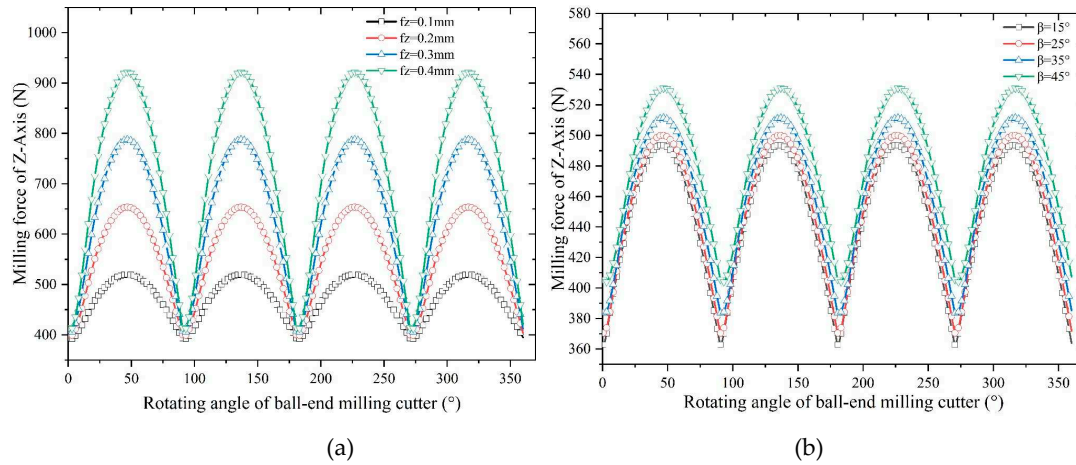 fz=0.1mm
fz=0.2mm
fz=0.3mm
fz=0.4mm
1000
900
800
700
600
500
400
Milling force of Z-Axis (N)
0 50 100 150 200 250 300 350
Rotating angle of ball-end milling cutter (°)
(a)
β=15°
β=25°
β=35°
β=45°
580
560
540
520
500
480
460
440
420
400
380
360
Milling force of Z-Axis (N)
0 50 100 150 200 250 300 350
Rotating angle of ball-end milling cutter (°)
(b)